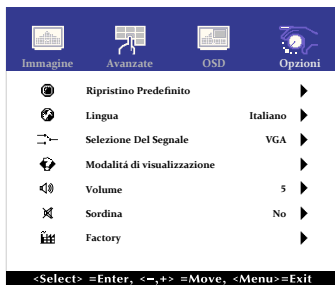 Immagine Avanzate OSD Opzioni
Ripristino Predefinito
Lingua Italiano
Selezione Del Segnale VGA
Modalitá di visualizzazione
Volume 5
Sordina No
Factory
<Select> =Enter, <−,+> =Move, <Menu>=Exit